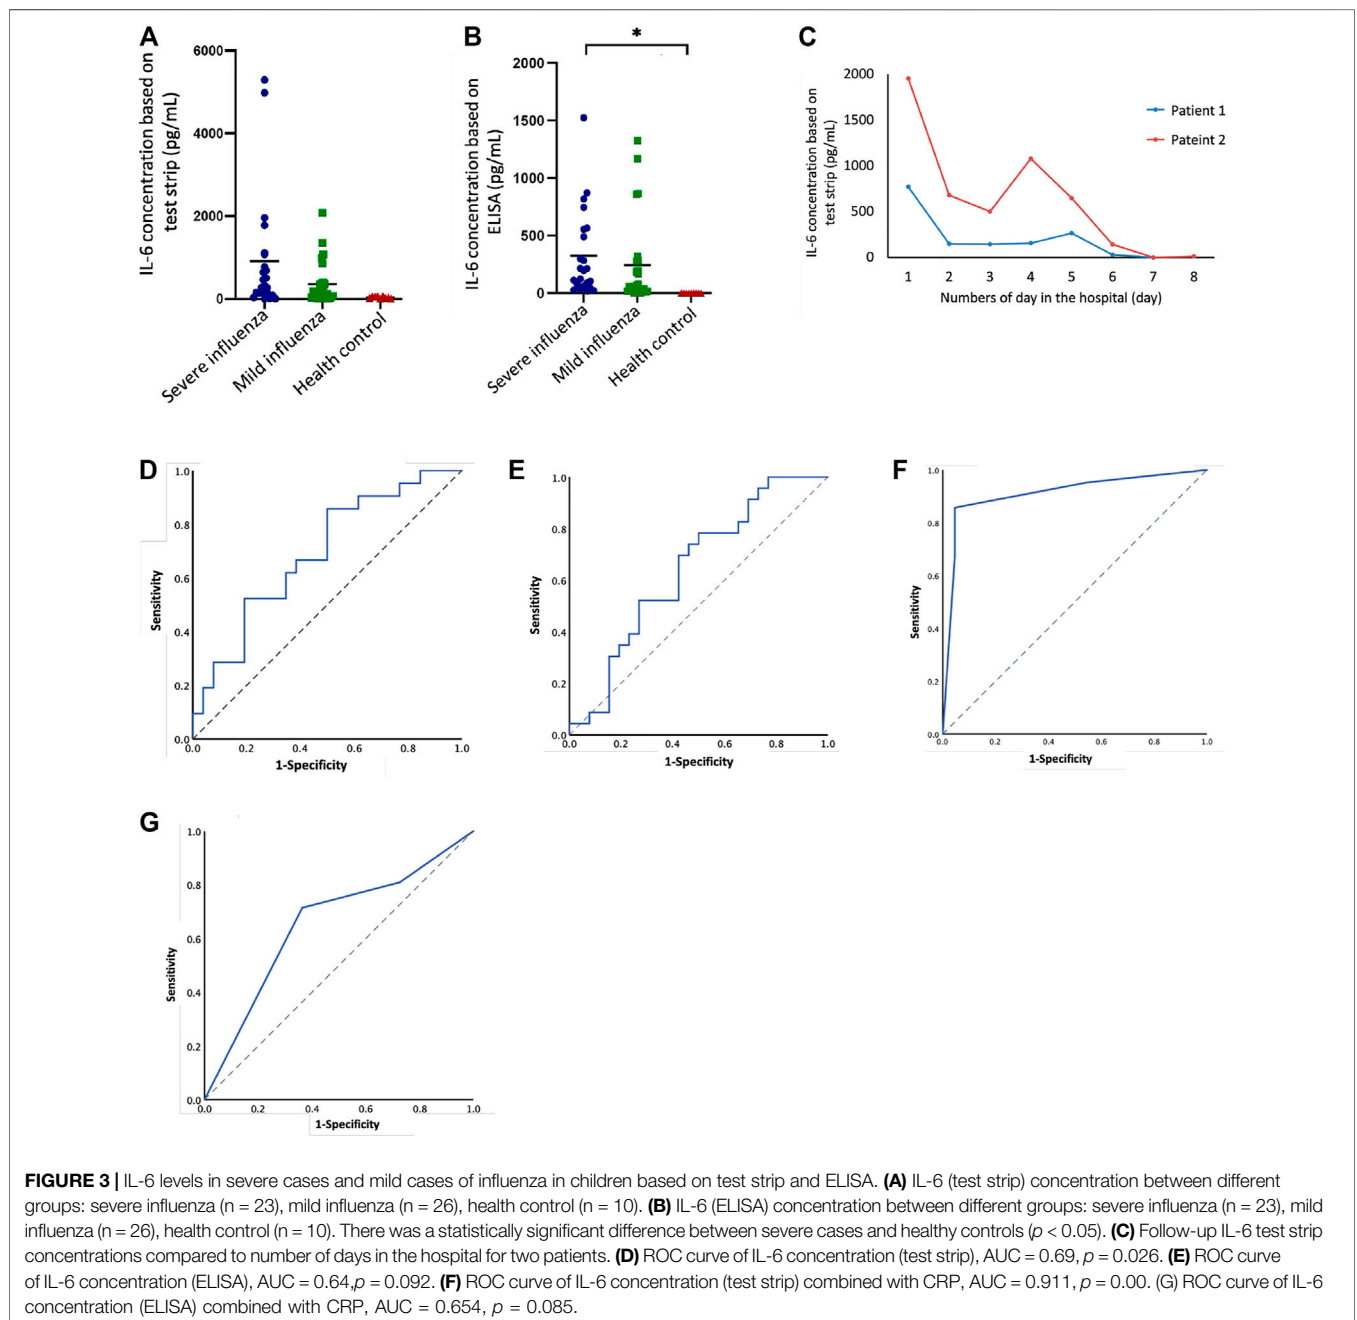 A
IL-6 concentration based on
test strip (pg/mL)
6000
4000
2000
0
Severe influenza
Mild influenza
Health control
B
*
IL-6 concentration based on
ELISA (pg/mL)
2000
1500
1000
500
0
Severe influenza
Mild influenza
Health control
C
IL-6 concentration based on
test strip (pg/mL)
2000
1500
1000
500
0
Patient 1
Pateint 2
1 2 3 4 5 6 7 8
Numbers of day in the hospital (day)
D
Sensitivity
1.0
0.8
0.6
0.4
0.2
0.0
0.0 0.2 0.4 0.6 0.8 1.0
1-Specificity
E
Sensitivity
1.0
0.8
0.6
0.4
0.2
0.0
0.0 0.2 0.4 0.6 0.8 1.0
1-Specificity
F
Sensitivity
1.0
0.8
0.6
0.4
0.2
0.0
0.0 0.2 0.4 0.6 0.8 1.0
1-Specificity
G
Sensitivity
1.0
0.8
0.6
0.4
0.2
0.0
0.0 0.2 0.4 0.6 0.8 1.0
1-Specificity
FIGURE 3 | IL-6 levels in severe cases and mild cases of influenza in children based on test strip and ELISA. (A) IL-6 (test strip) concentration between different
groups: severe influenza (n = 23), mild influenza (n = 26), health control (n = 10). (B) IL-6 (ELISA) concentration between different groups: severe influenza (n = 23), mild
influenza (n = 26), health control (n = 10). There was a statistically significant difference between severe cases and healthy controls (p < 0.05). (C) Follow-up IL-6 test strip
concentrations compared to number of days in the hospital for two patients. (D) ROC curve of IL-6 concentration (test strip), AUC = 0.69, p = 0.026. (E) ROC curve
of IL-6 concentration (ELISA), AUC = 0.64,p = 0.092. (F) ROC curve of IL-6 concentration (test strip) combined with CRP, AUC = 0.911, p = 0.00. (G) ROC curve of IL-6
concentration (ELISA) combined with CRP, AUC = 0.654, p = 0.085.